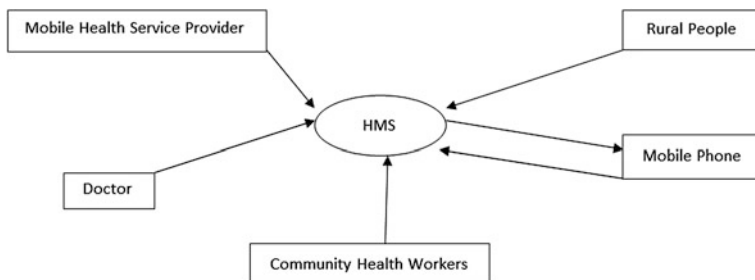 Mobile Health Service Provider
Rural People
HMS
Mobile Phone
Doctor
Community Health Workers